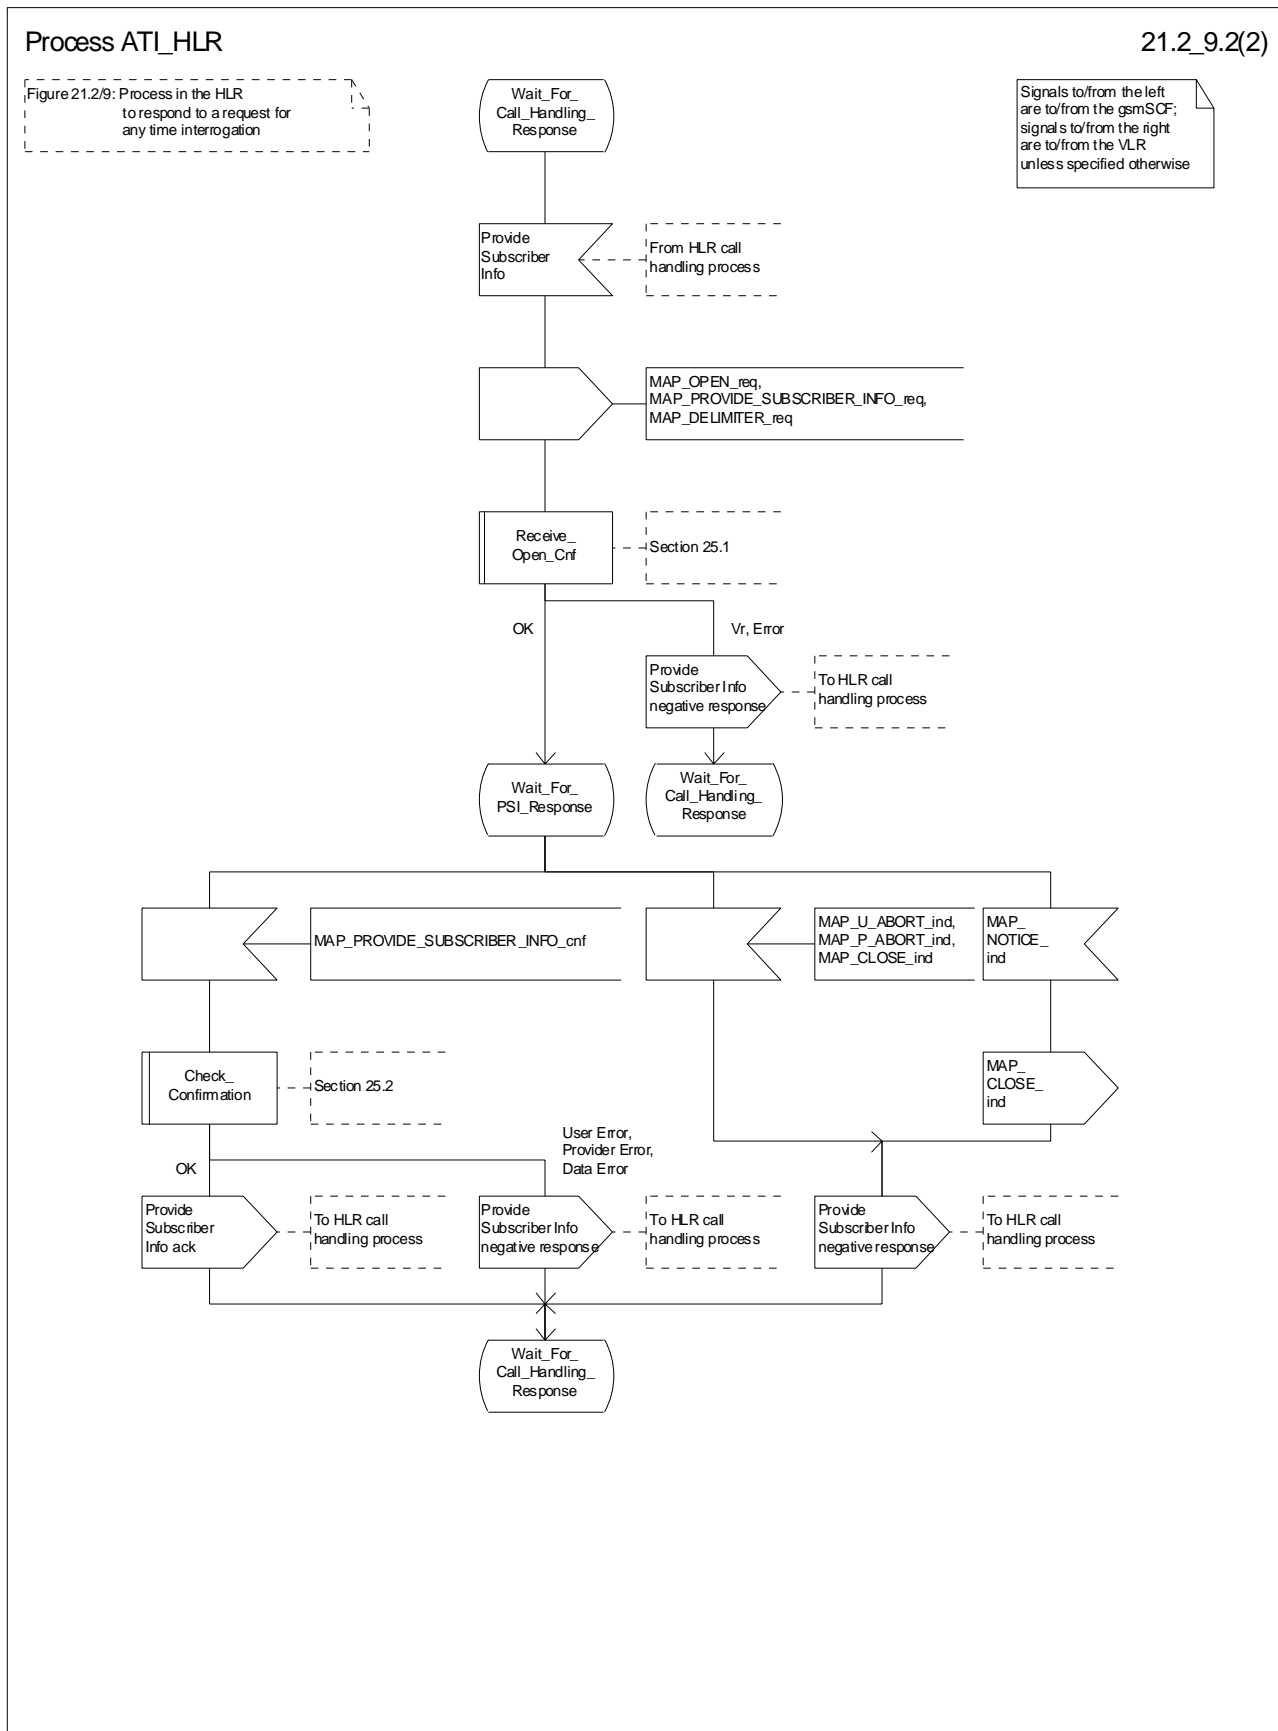 Process ATI_HLR
21.2_9.2(2)
Figure 21.2/9: Process in the HLR
to respond to a request for
any time interrogation
Wait_For_
Call_Handling_
Response
Signals to/from the left
are to/from the gsmSCF;
signals to/from the right
are to/from the VLR
unless specified otherwise
Provide
Subscriber
Info
From HLR call
handling process
MAP_OPEN_req,
MAP_PROVIDE_SUBSCRIBER_INFO_req,
MAP_DELIMITER_req
Receive_
Open_Cnf
Section 25.1
OK
Vr, Error
Provide
Subscriber Info
negative response
To HLR call
handling process
Wait_For_
PSI_Response
Wait_For_
Call_Handling_
Response
MAP_PROVIDE_SUBSCRIBER_INFO_cnf
MAP_U_ABORT_ind,
MAP_P_ABORT_ind,
MAP_CLOSE_ind
MAP_
NOTICE_
ind
Check_
Confirmation
Section 25.2
MAP_
CLOSE_
ind
OK
User Error,
Provider Error,
Data Error
Provide
Subscriber
Info ack
To HLR call
handling process
Provide
Subscriber Info
negative response
To HLR call
handling process
Provide
Subscriber Info
negative response
To HLR call
handling process
Wait_For_
Call_Handling_
Response